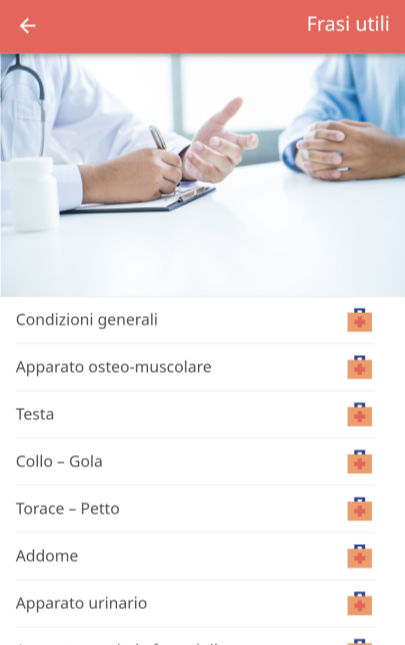 Frasi utili
Condizioni generali
Apparato osteo-muscolare
Testa
Collo – Gola
Torace – Petto
Addome
Apparato urinario